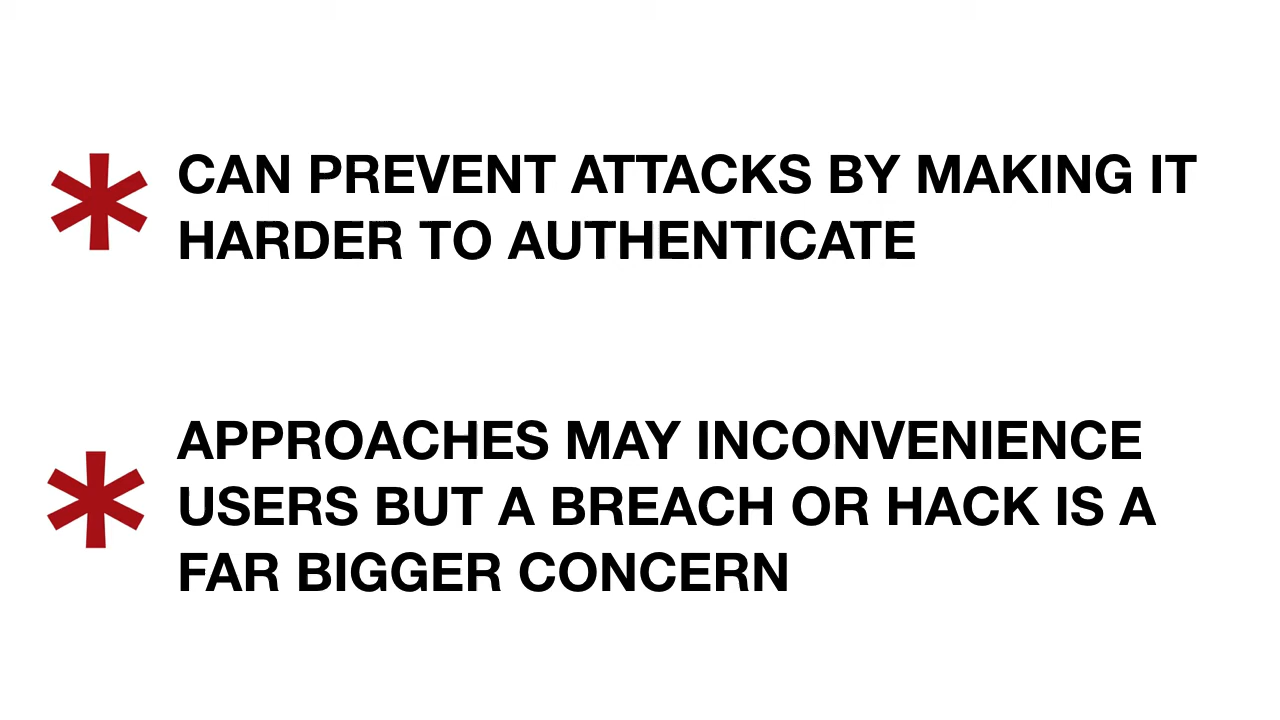 * CAN PREVENT ATTACKS BY MAKING IT
HARDER TO AUTHENTICATE
* APPROACHES MAY INCONVENIENCE
USERS BUT A BREACH OR HACK IS A
FAR BIGGER CONCERN